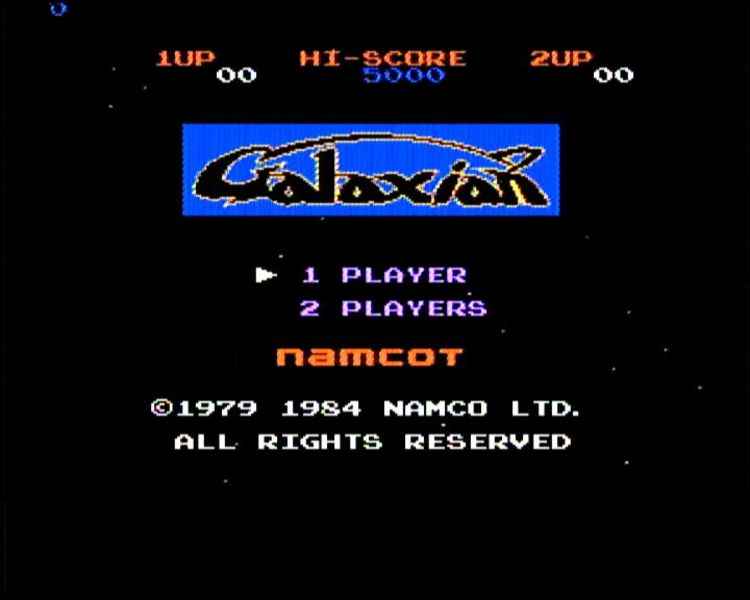 1UP HI-SCORE 2UP
00 5000 00
Galaxian
1 PLAYER
2 PLAYERS
namcot
©1979 1984 NAMCO LTD.
ALL RIGHTS RESERVED